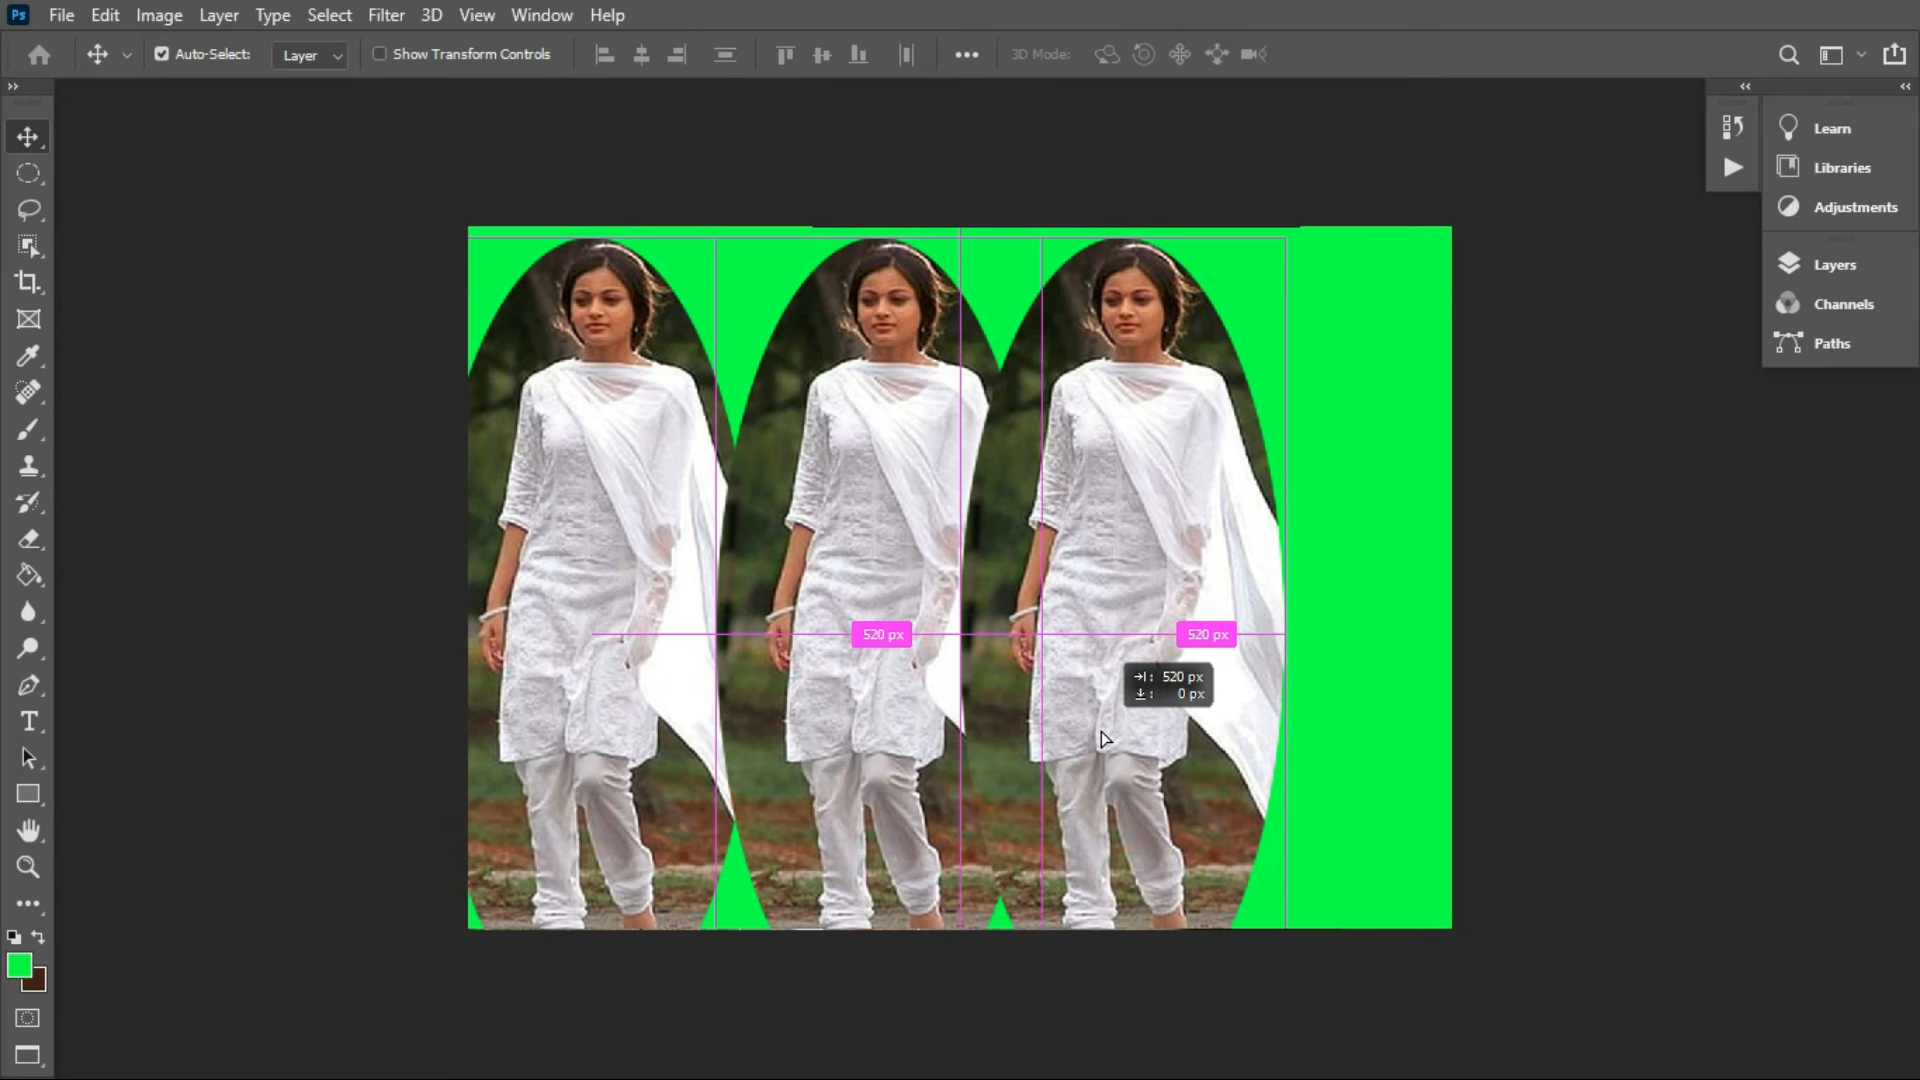 Ps File Edit Image Layer Type Select Filter 3D View Window Help
Auto-Select: Layer Show Transform Controls 3D Mode:
Learn
Libraries
Adjustments
Layers
Channels
Paths
520 px 520 px
520 px
0 px